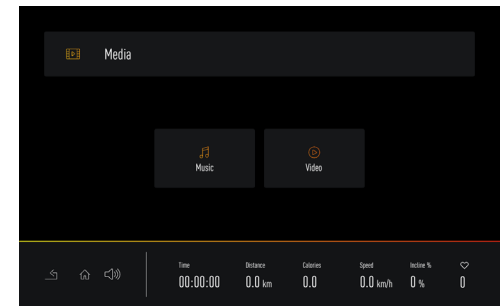 Media
Music
Video
Time Distance Calories Speed Incline %
00:00:00 0.0 km 0.0 0.0 km/h 0 % 0